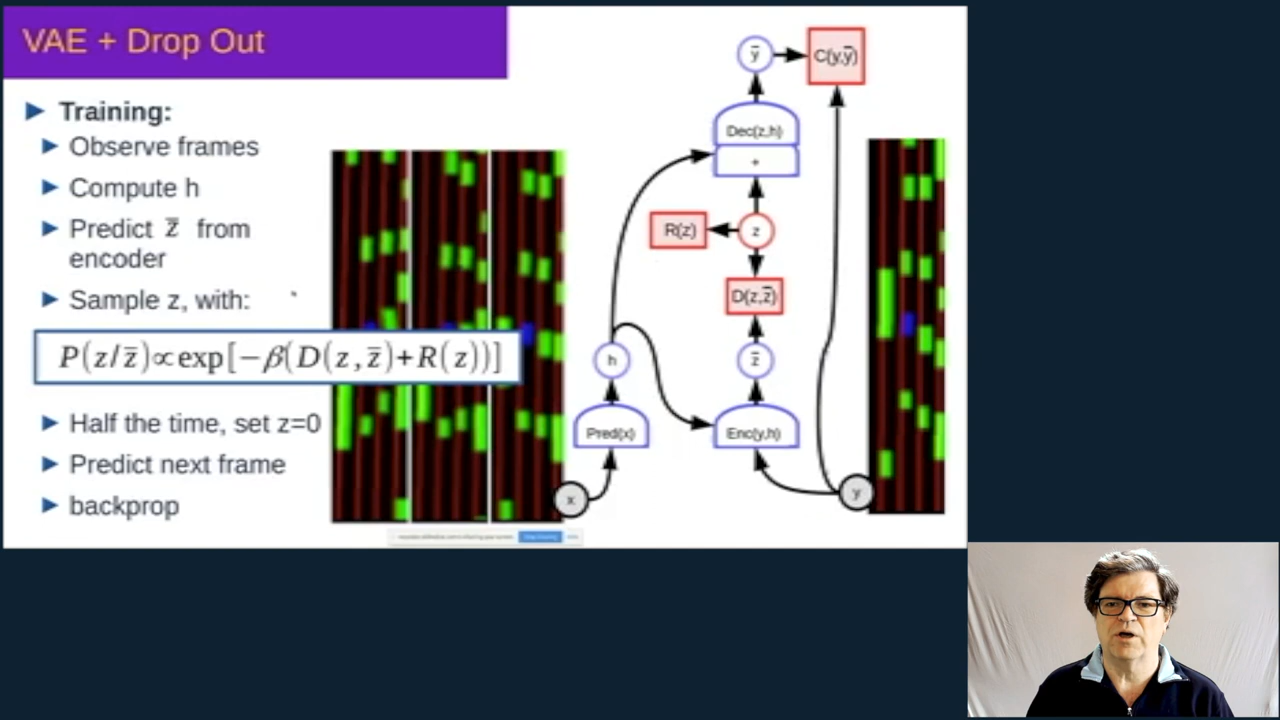 VAE + Drop Out
► Training:
► Observe frames
► Compute h
► Predict z̄ from
encoder
► Sample z, with:
P(z/z̄)∝exp[−β(D(z,z̄)+R(z))]
► Half the time, set z=0
► Predict next frame
► backprop
ȳ
C(y,ȳ)
Dec(z,h)
+
R(z)
z
D(z,z̄)
h
z̄
Pred(x)
Enc(y,h)
x
y